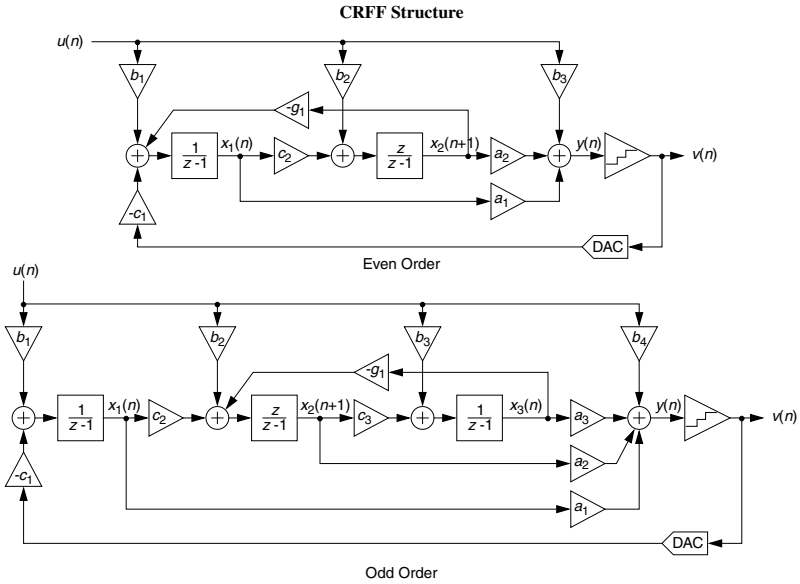 CRFF Structure
u(n)
b1 b2 b3
-g1
1/z-1 x1(n) c2 z/z-1 x2(n+1) a2 y(n) v(n)
a1
-c1
DAC
Even Order
u(n)
b1 b2 b3 b4
-g1
1/z-1 x1(n) c2 z/z-1 x2(n+1) c3 1/z-1 x3(n) a3 y(n) v(n)
a2
-c1
a1
DAC
Odd Order